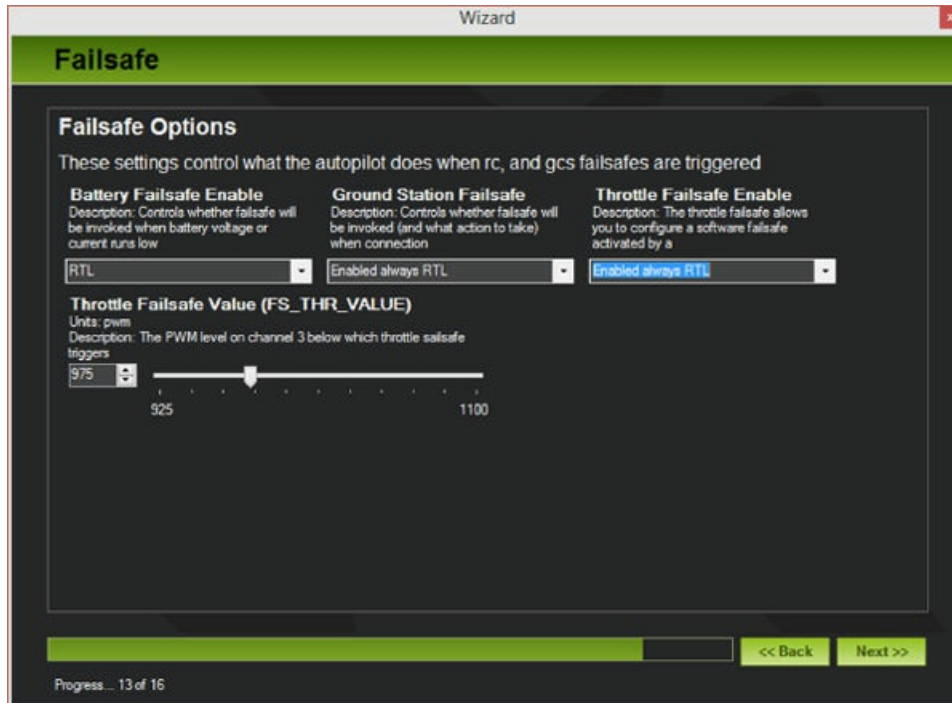 Wizard
x
Failsafe
Failsafe Options
These settings control what the autopilot does when rc, and gcs failsafes are triggered
Battery Failsafe Enable
Description: Controls whether failsafe will
be invoked when battery voltage or
current runs low
RTL
Ground Station Failsafe
Description: Controls whether failsafe will
be invoked (and what action to take)
when connection
Enabled always RTL
Throttle Failsafe Enable
Description: The throttle failsafe allows
you to configure a software failsafe
activated by a
Enabled always RTL
Throttle Failsafe Value (FS_THR_VALUE)
Units: pwm
Description: The PWM level on channel 3 below which throttle sailsafe
triggers
975
925
1100
<< Back
Next >>
Progress... 13 of 16